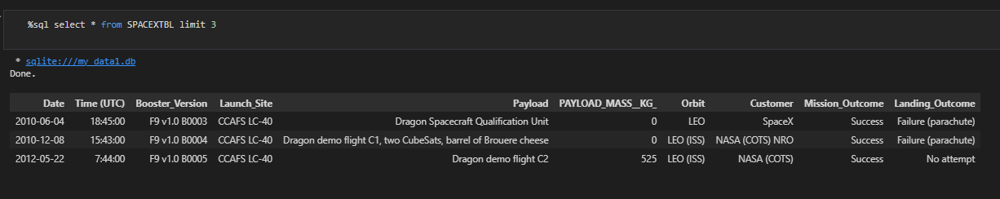 %sql select * from SPACEXTBL limit 3
* sqlite:///my_data1.db
Done.
Date Time (UTC) Booster_Version Launch_Site Payload PAYLOAD_MASS__KG_ Orbit Customer Mission_Outcome Landing_Outcome
2010-06-04 18:45:00 F9 v1.0 B0003 CCAFS LC-40 Dragon Spacecraft Qualification Unit 0 LEO SpaceX Success Failure (parachute)
2010-12-08 15:43:00 F9 v1.0 B0004 CCAFS LC-40 Dragon demo flight C1, two CubeSats, barrel of Brouere cheese 0 LEO (ISS) NASA (COTS) NRO Success Failure (parachute)
2012-05-22 7:44:00 F9 v1.0 B0005 CCAFS LC-40 Dragon demo flight C2 525 LEO (ISS) NASA (COTS) Success No attempt